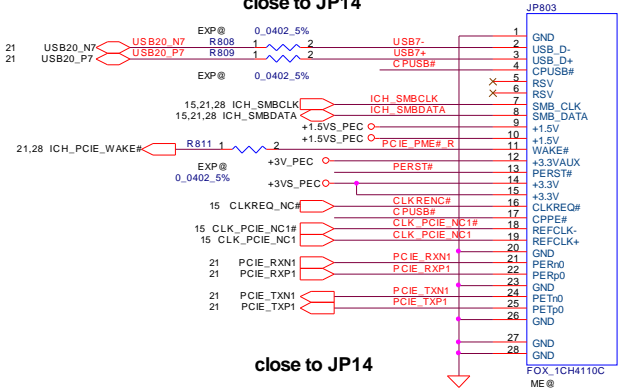 close to JP14
JP803
EXP@ 0_0402_5%
21 USB20_N7 USB20_N7 R808 1 2 USB7- 2 USB_D-
21 USB20_P7 USB20_P7 R809 1 2 USB7+ 3 USB_D+
1 GND
CPUSB# 4 CPUSB#
EXP@ 0_0402_5%
5 RSV
6 RSV
15,21,28 ICH_SMBCLK ICH_SMBCLK 7 SMB_CLK
15,21,28 ICH_SMBDATA ICH_SMBDATA 8 SMB_DATA
+1.5VS_PEC 9 +1.5V
+1.5VS_PEC 10 +1.5V
21,28 ICH_PCIE_WAKE# R811 1 2 PCIE_PME#_R 11 WAKE#
+3V_PEC 12 +3.3VAUX
EXP@ PERST# 13 PERST#
0_0402_5% +3VS_PEC 14 +3.3V
15 +3.3V
15 CLKREQ_NC# CLKRENC# 16 CLKREQ#
CPUSB# 17 CPPE#
15 CLK_PCIE_NC1# CLK_PCIE_NC1# 18 REFCLK-
15 CLK_PCIE_NC1 CLK_PCIE_NC1 19 REFCLK+
20 GND
21 PCIE_RXN1 PCIE_RXN1 21 PERn0
21 PCIE_RXP1 PCIE_RXP1 22 PERp0
23 GND
21 PCIE_TXN1 PCIE_TXN1 24 PETn0
21 PCIE_TXP1 PCIE_TXP1 25 PETp0
26 GND
27 GND
28 GND
close to JP14
FOX_1CH4110C
ME@